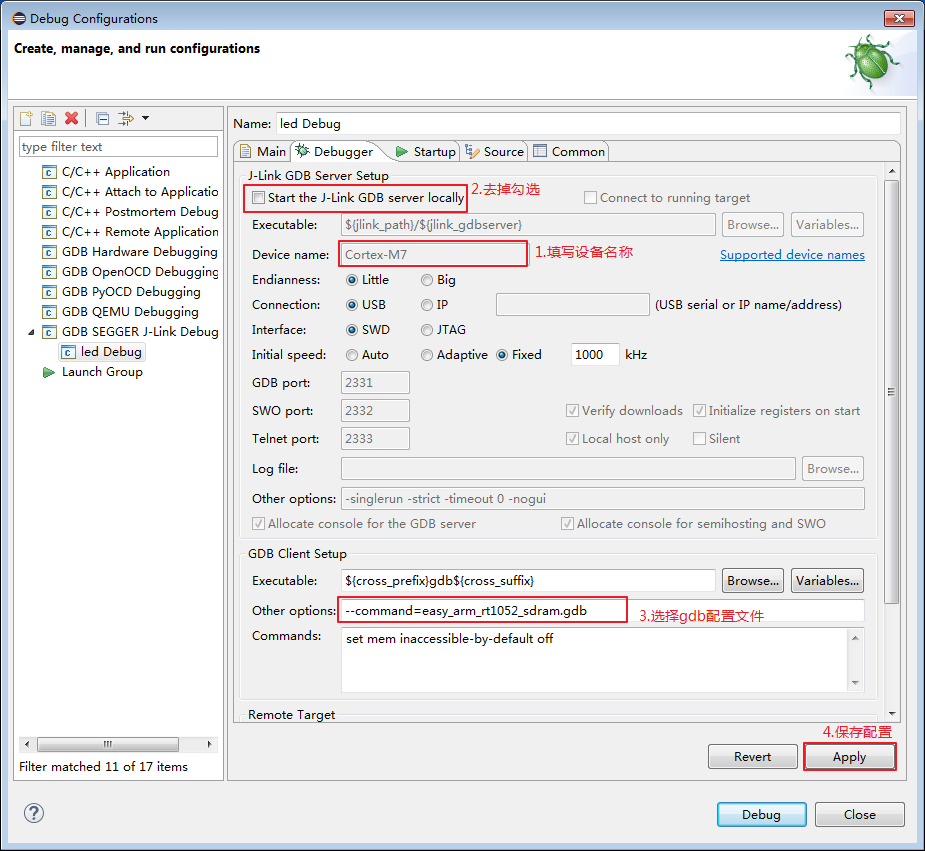 Debug Configurations
Create, manage, and run configurations
type filter text
C/C++ Application
C/C++ Attach to Applicatio
C/C++ Postmortem Debug
C/C++ Remote Application
GDB Hardware Debugging
GDB OpenOCD Debugging
GDB PyOCD Debugging
GDB QEMU Debugging
GDB SEGGER J-Link Debug
led Debug
Launch Group
Filter matched 11 of 17 items
Name: led Debug
Main Debugger Startup Source Common
J-Link GDB Server Setup
Start the J-Link GDB server locally 2.去掉勾选 Connect to running target
Executable: ${jlink_path}/${jlink_gdbserver} Browse... Variables...
Device name: Cortex-M7 1.填写设备名称 Supported device names
Endianness: Little Big
Connection: USB IP (USB serial or IP name/address)
Interface: SWD JTAG
Initial speed: Auto Adaptive Fixed 1000 kHz
GDB port: 2331
SWO port: 2332 Verify downloads Initialize registers on start
Telnet port: 2333 Local host only Silent
Log file: Browse...
Other options: -singlerun -strict -timeout 0 -nogui
Allocate console for the GDB server Allocate console for semihosting and SWO
GDB Client Setup
Executable: ${cross_prefix}gdb${cross_suffix} Browse... Variables...
Other options: --command=easy_arm_rt1052_sdram.gdb 3.选择gdb配置文件
Commands: set mem inaccessible-by-default off
Remote Target
4.保存配置
Revert Apply
? Debug Close